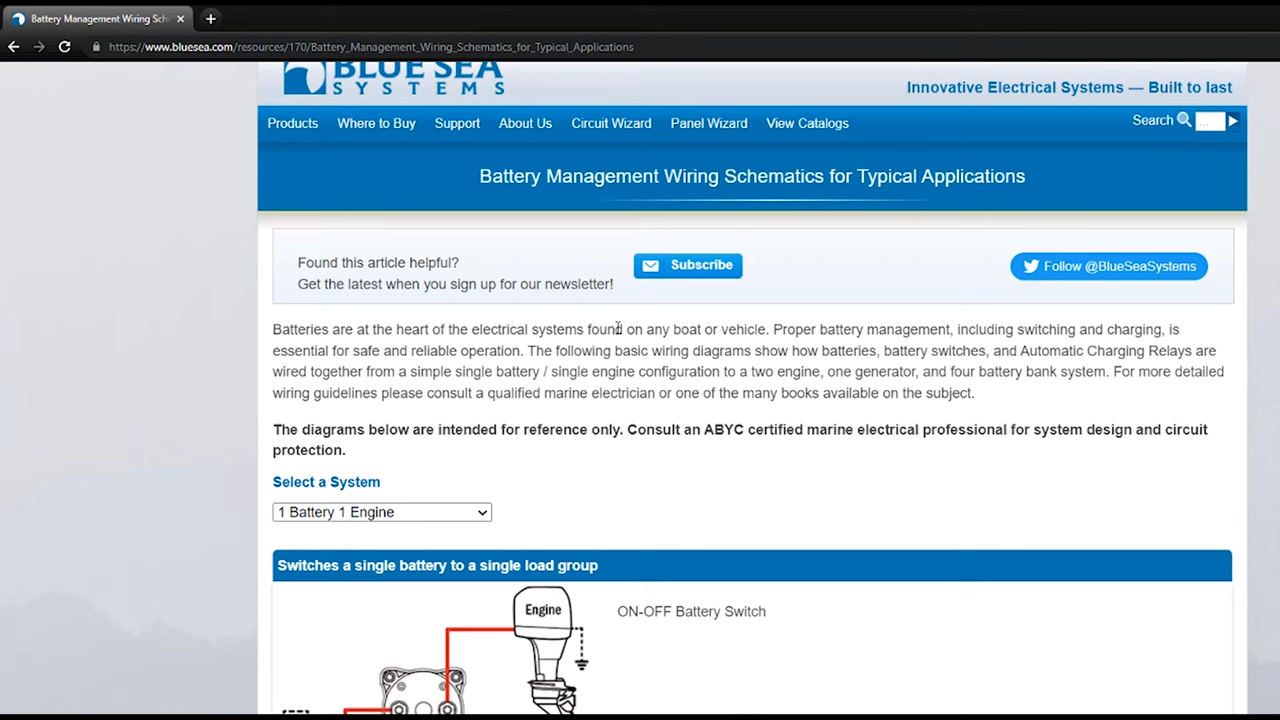 Battery Management Wiring Sch
https://www.bluesea.com/resources/170/Battery_Management_Wiring_Schematics_for_Typical_Applications
BLUE SEA
SYSTEMS
Innovative Electrical Systems — Built to last
Products Where to Buy Support About Us Circuit Wizard Panel Wizard View Catalogs Search ...
Battery Management Wiring Schematics for Typical Applications
Found this article helpful?
Get the latest when you sign up for our newsletter!
Subscribe
Follow @BlueSeaSystems
Batteries are at the heart of the electrical systems found on any boat or vehicle. Proper battery management, including switching and charging, is
essential for safe and reliable operation. The following basic wiring diagrams show how batteries, battery switches, and Automatic Charging Relays are
wired together from a simple single battery / single engine configuration to a two engine, one generator, and four battery bank system. For more detailed
wiring guidelines please consult a qualified marine electrician or one of the many books available on the subject.
The diagrams below are intended for reference only. Consult an ABYC certified marine electrical professional for system design and circuit
protection.
Select a System
1 Battery 1 Engine
Switches a single battery to a single load group
Engine
ON-OFF Battery Switch